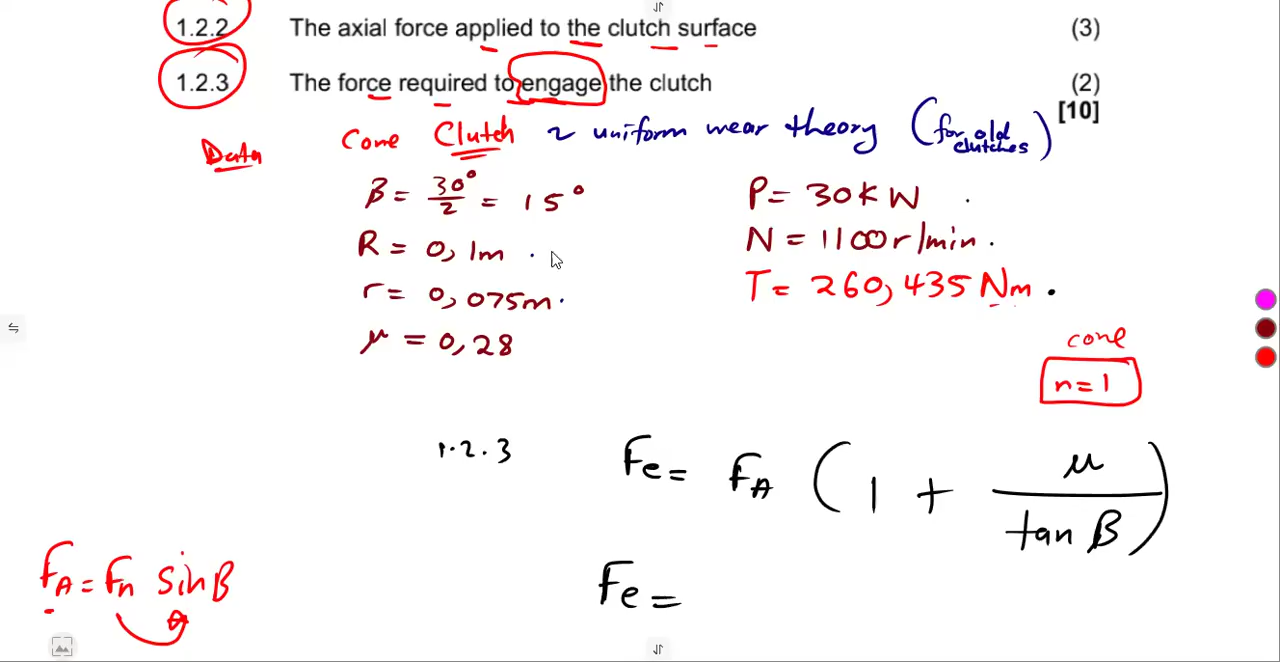 1.2.2 The axial force applied to the clutch surface (3)
1.2.3 The force required to engage the clutch (2)
[10]
Data Cone Clutch ~ uniform wear theory (for old clutches)
β = 30°/2 = 15° P = 30kW
R = 0,1m N = 1100r/min.
r = 0,075m T = 260,435 Nm.
μ = 0,28 cone
n=1
1.2.3 Fe = FA (1 + μ/tan β)
FA = Fn sin β Fe =